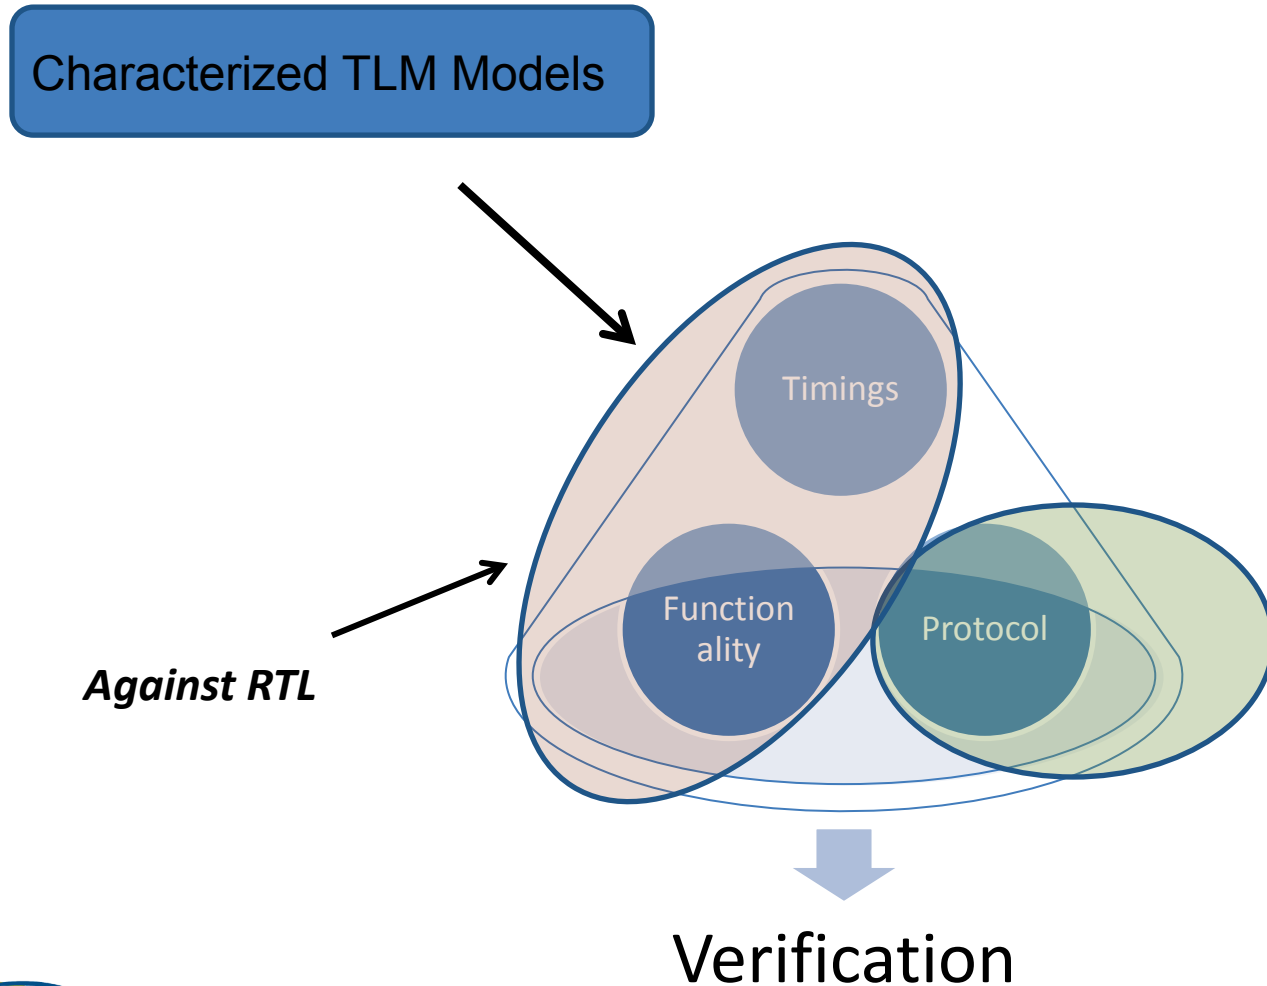 Characterized TLM Models
Timings
Function
ality
Protocol
Against RTL
Verification